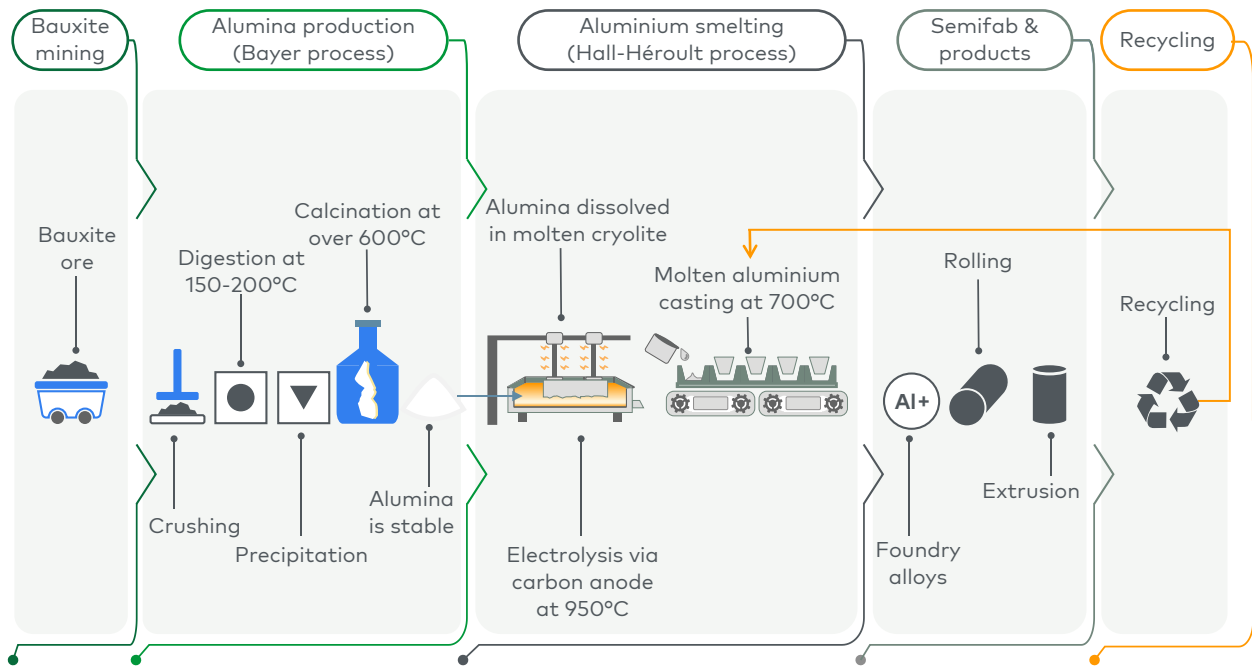 Bauxite
mining
Alumina production
(Bayer process)
Aluminium smelting
(Hall-Héroult process)
Semifab &
products
Recycling
Bauxite
ore
Crushing
Digestion at
150-200°C
Precipitation
Calcination at
over 600°C
Alumina
is stable
Alumina dissolved
in molten cryolite
Electrolysis via
carbon anode
at 950°C
Molten aluminium
casting at 700°C
Al+
Foundry
alloys
Rolling
Extrusion
Recycling